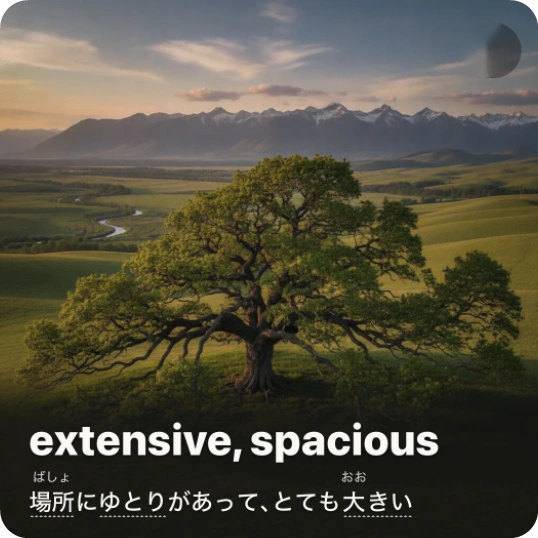 extensive, spacious
ばしょ おお
場所にゆとりがあって、とても大きい